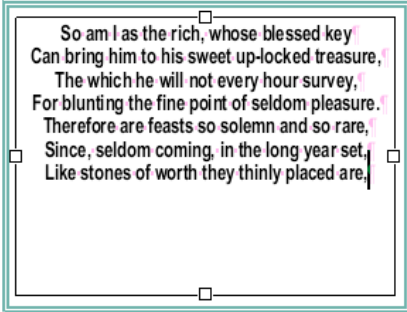 So am I as the rich, whose blessed key
Can bring him to his sweet up-locked treasure,
The which he will not every hour survey,
For blunting the fine point of seldom pleasure.
Therefore are feasts so solemn and so rare,
Since, seldom coming, in the long year set,
Like stones of worth they thinly placed are,